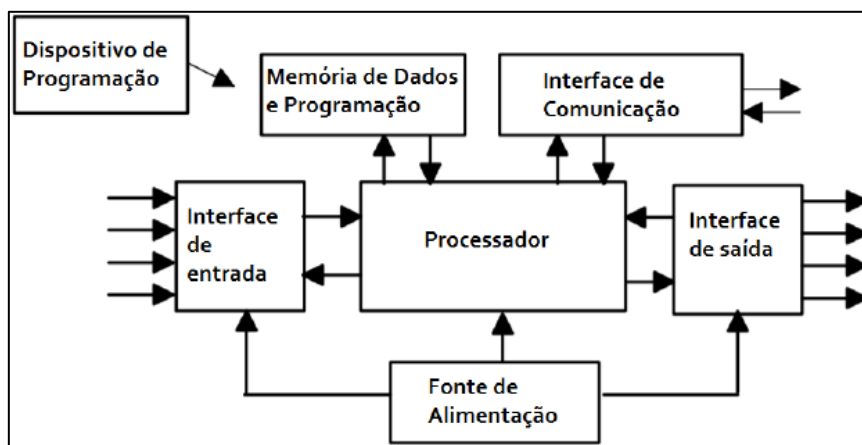 Dispositivo de
Programação
Memória de Dados
e Programação
Interface de
Comunicação
Interface
de
entrada
Processador
Interface
de saída
Fonte de
Alimentação